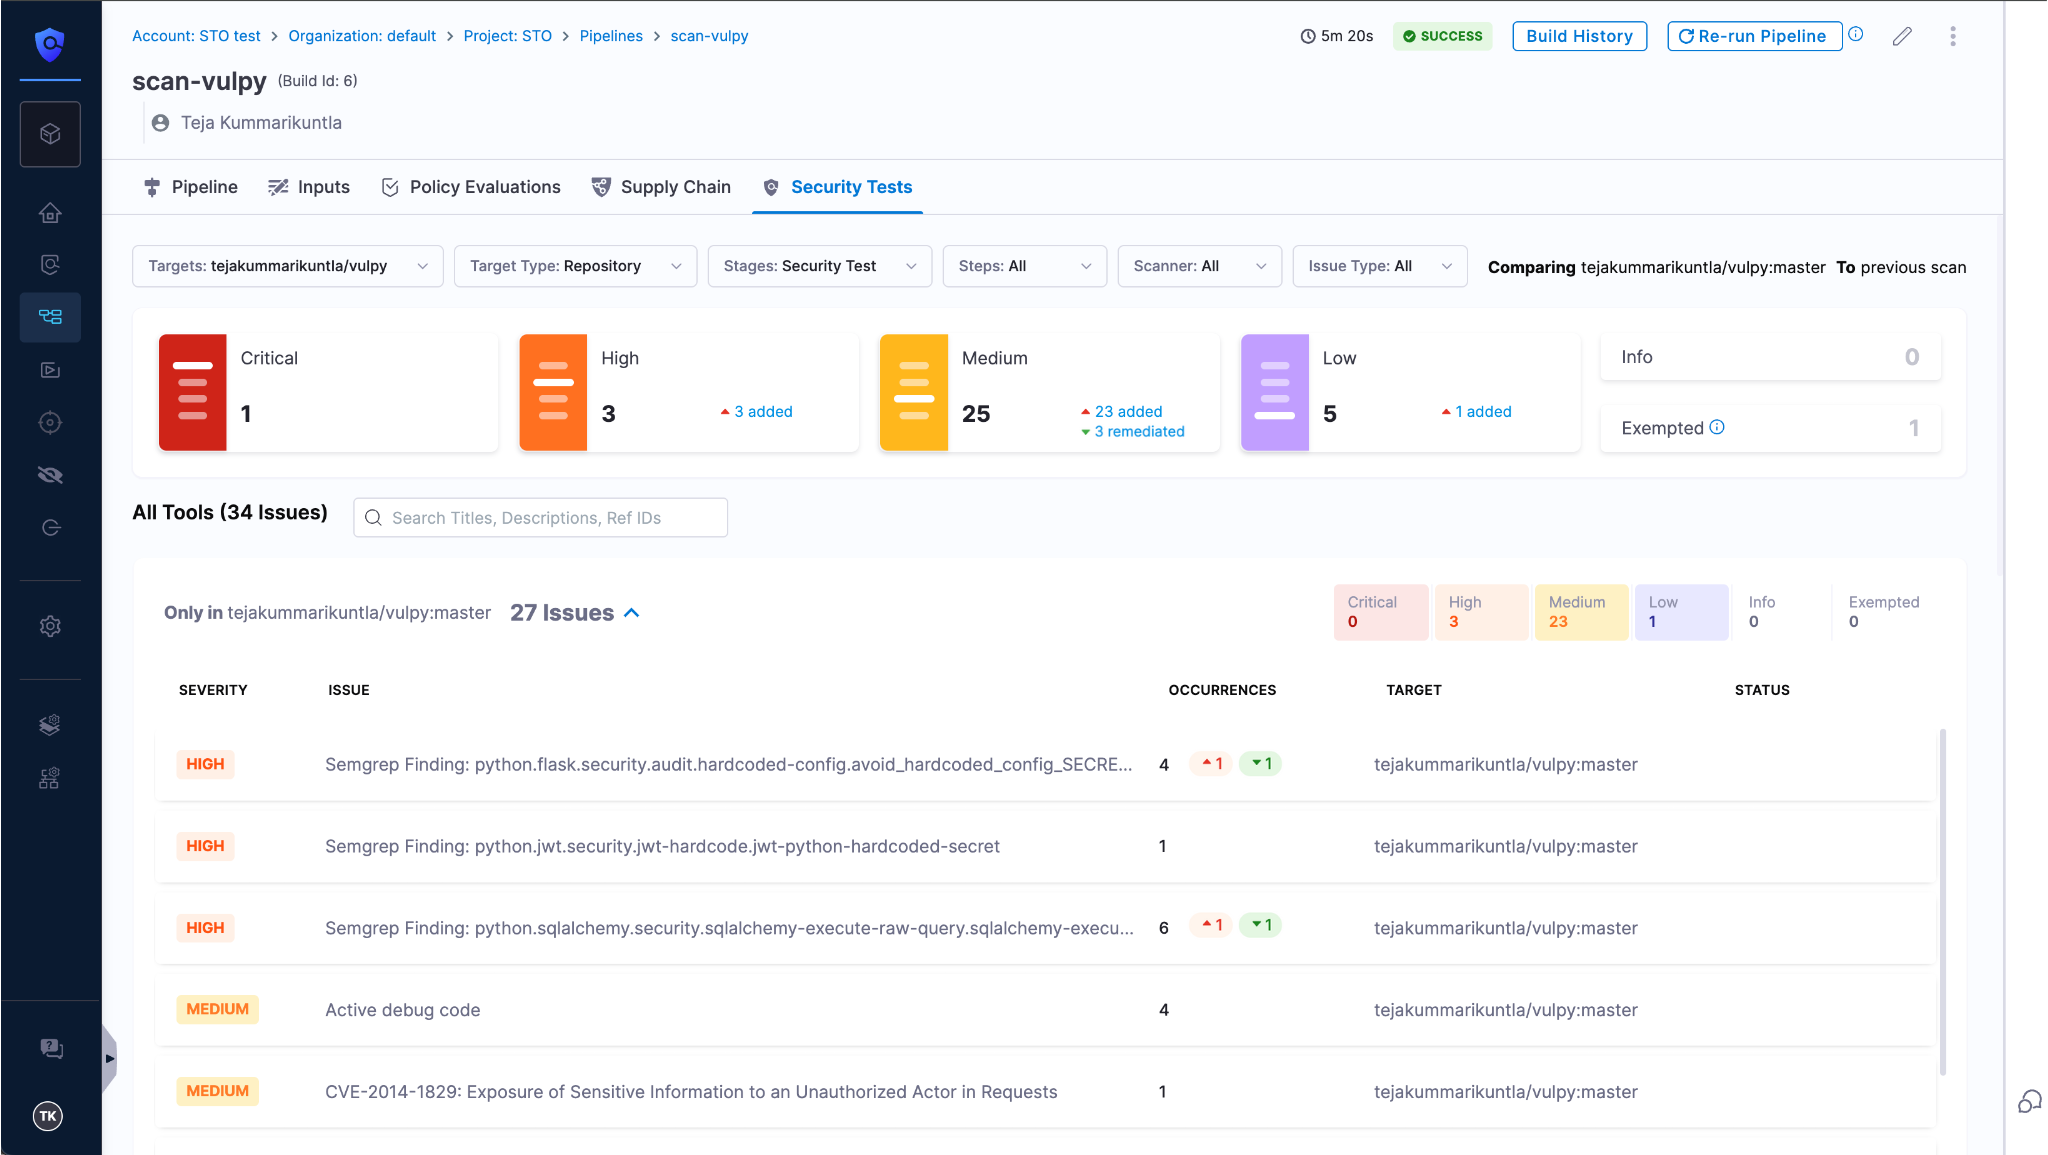 Account: STO test > Organization: default > Project: STO > Pipelines > scan-vulpy
5m 20s SUCCESS Build History Re-run Pipeline
scan-vulpy (Build Id: 6)
Teja Kummarikuntla
Pipeline Inputs Policy Evaluations Supply Chain Security Tests
Targets: tejakummarikuntla/vulpy Target Type: Repository Stages: Security Test Steps: All Scanner: All Issue Type: All Comparing tejakummarikuntla/vulpy:master To previous scan
Critical
1
High
3 3 added
Medium
25 23 added
3 remediated
Low
5 1 added
Info 0
Exempted 1
All Tools (34 Issues) Search Titles, Descriptions, Ref IDs
Only in tejakummarikuntla/vulpy:master 27 Issues
Critical High Medium Low Info Exempted
0 3 23 1 0 0
SEVERITY ISSUE OCCURRENCES TARGET STATUS
HIGH Semgrep Finding: python.flask.security.audit.hardcoded-config.avoid_hardcoded_config_SECRE... 4 1 1 tejakummarikuntla/vulpy:master
HIGH Semgrep Finding: python.jwt.security.jwt-hardcode.jwt-python-hardcoded-secret 1 tejakummarikuntla/vulpy:master
HIGH Semgrep Finding: python.sqlalchemy.security.sqlalchemy-execute-raw-query.sqlalchemy-execu... 6 1 1 tejakummarikuntla/vulpy:master
MEDIUM Active debug code 4 tejakummarikuntla/vulpy:master
MEDIUM CVE-2014-1829: Exposure of Sensitive Information to an Unauthorized Actor in Requests 1 tejakummarikuntla/vulpy:master
TK